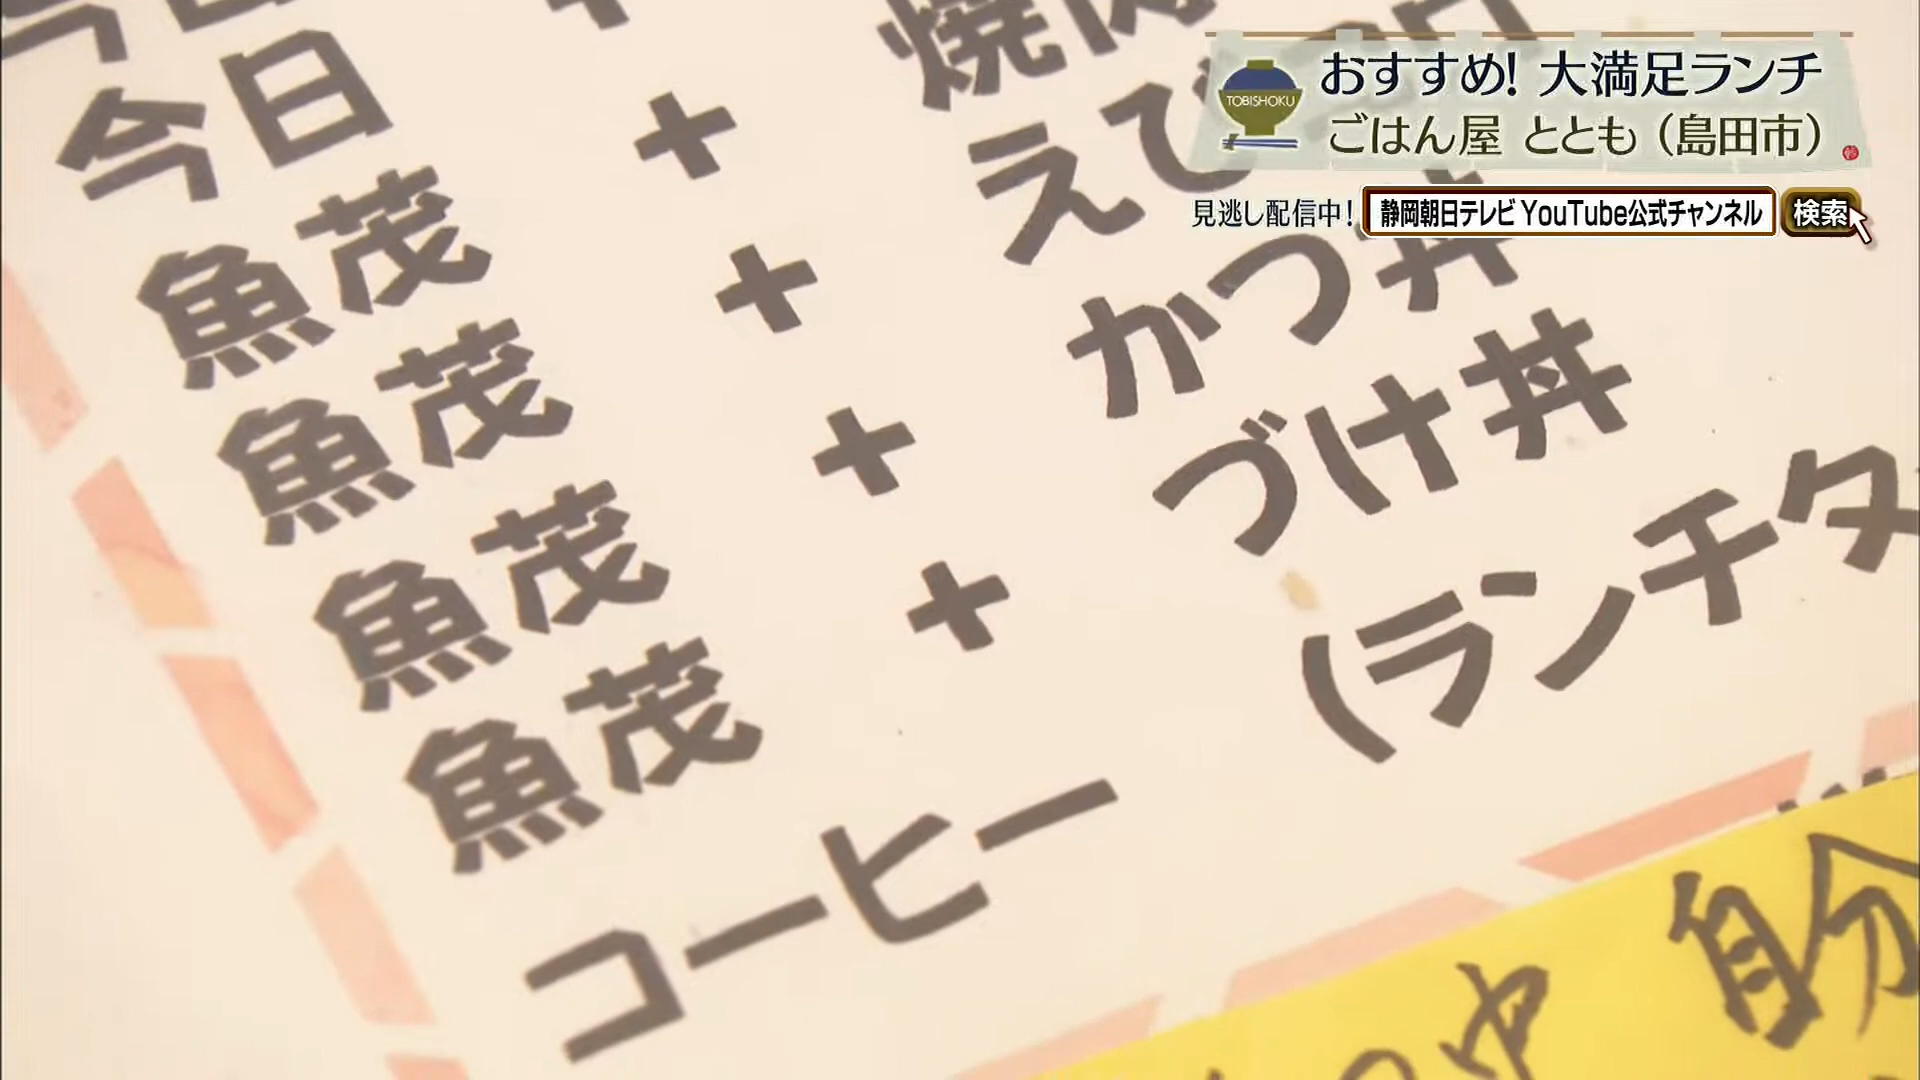 おすすめ! 大満足ランチ
TOBISHOKU
ごはん屋 ととも（島田市）
見逃し配信中! 静岡朝日テレビ YouTube公式チャンネル 検索
今日 +
魚茂 + えび
魚茂 + かつ丼
魚茂 + づけ丼
魚茂
コーヒー (ランチタ
自分
中